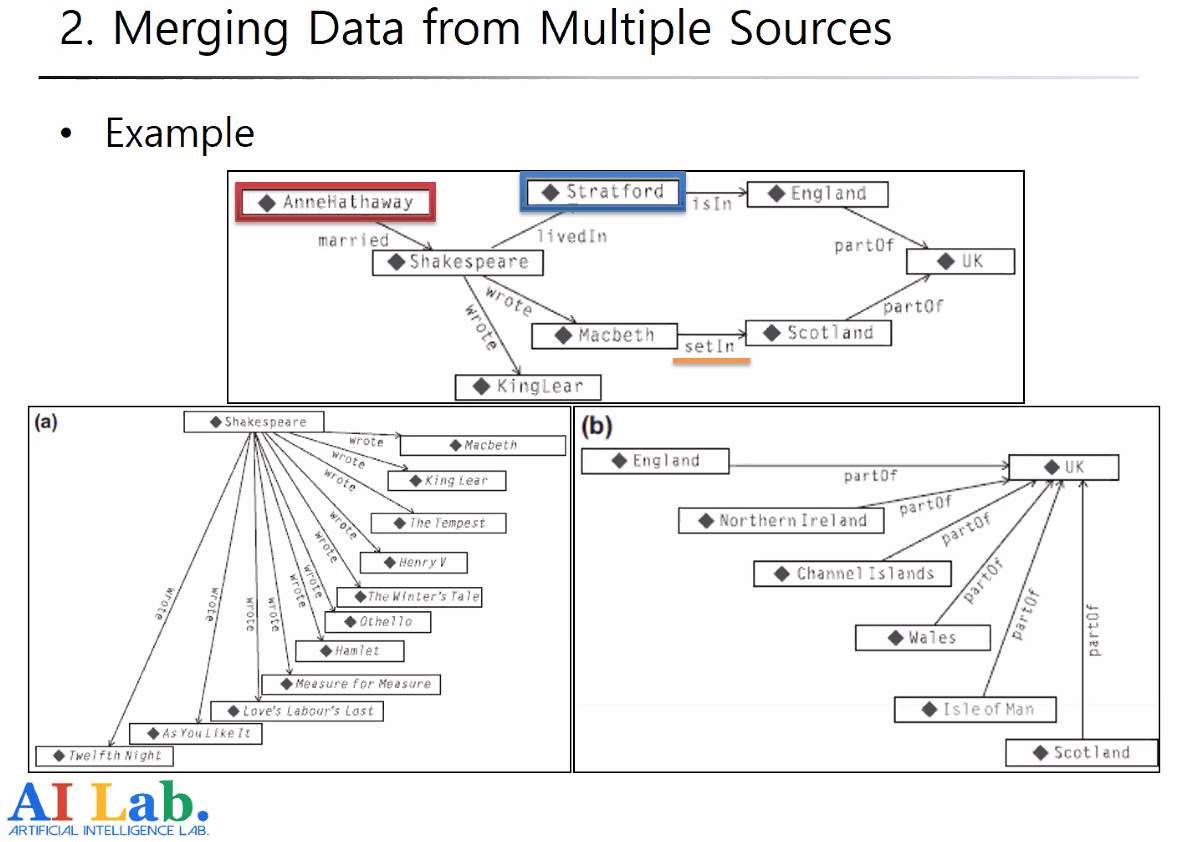 2. Merging Data from Multiple Sources
• Example
AnneHathaway
Stratford
isIn
England
married
livedIn
partOf
Shakespeare
UK
wrote
wrote
Macbeth
setIn
Scotland
partOf
KingLear
(a)
Shakespeare
wrote
Macbeth
wrote
King Lear
wrote
The Tempest
wrote
Henry V
wrote
The Winter's Tale
wrote
Othello
wrote
Hamlet
wrote
Measure for Measure
wrote
Love's Labour's Lost
wrote
As You Like It
wrote
Twelfth Night
(b)
England
partOf
UK
Northern Ireland
partOf
Channel Islands
partOf
Wales
partOf
Isle of Man
partOf
Scotland
partOf
AI Lab.
ARTIFICIAL INTELLIGENCE LAB.